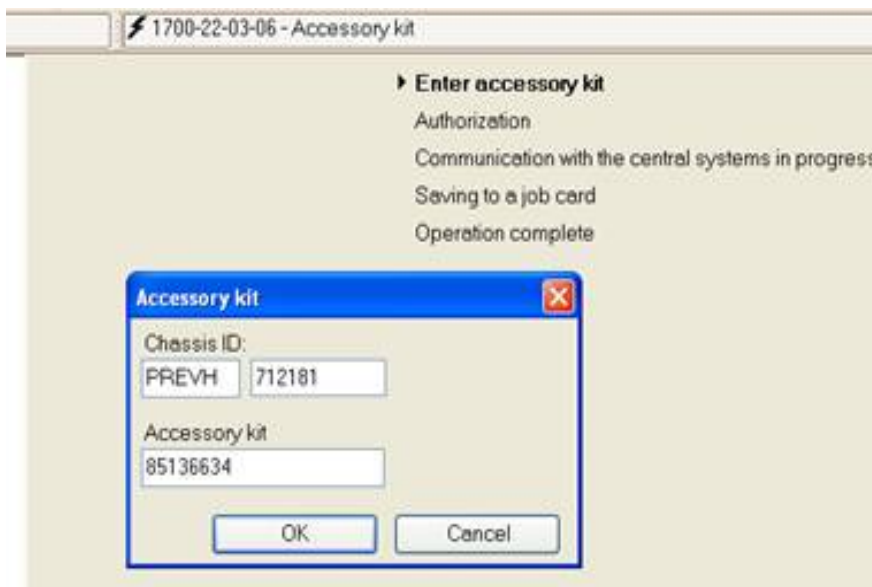 1700-22-03-06 - Accessory kit
Enter accessory kit
Authorization
Communication with the central systems in progress
Saving to a job card
Operation complete
Accessory kit
Chassis ID:
PREVH 712181
Accessory kit
85136634
OK Cancel